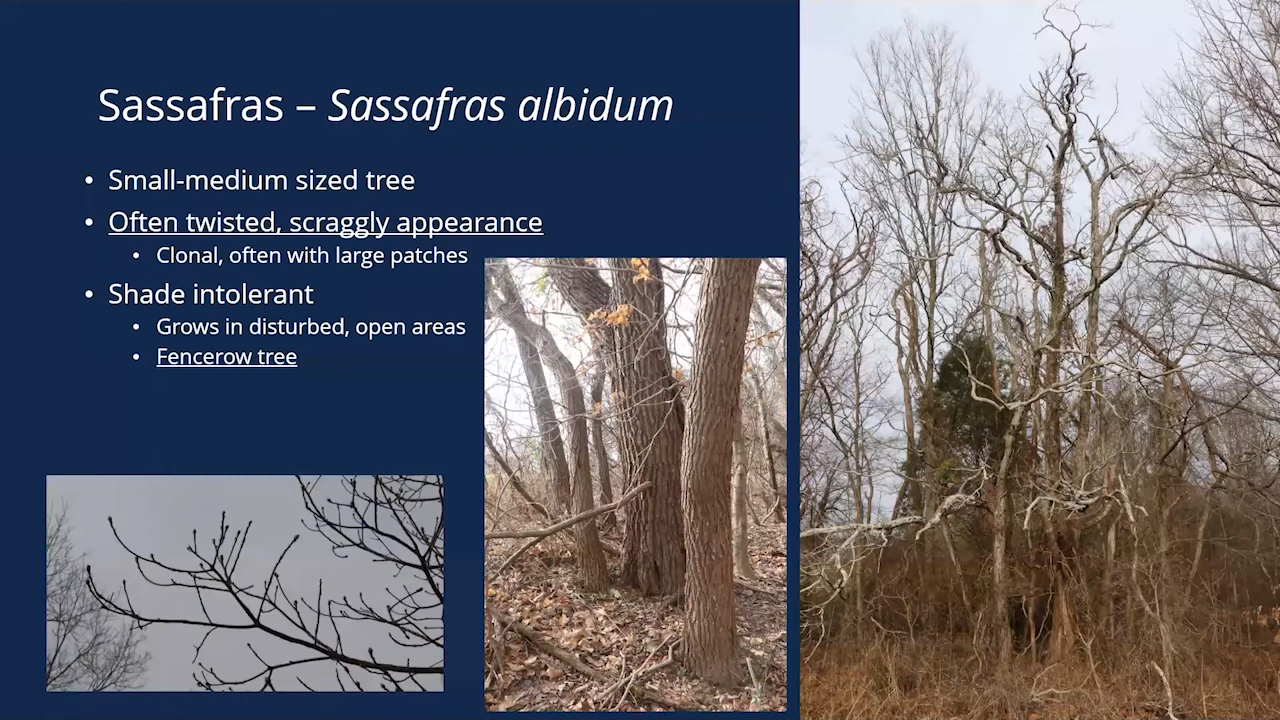 Sassafras – Sassafras albidum
• Small-medium sized tree
• Often twisted, scraggly appearance
• Clonal, often with large patches
• Shade intolerant
• Grows in disturbed, open areas
• Fencerow tree